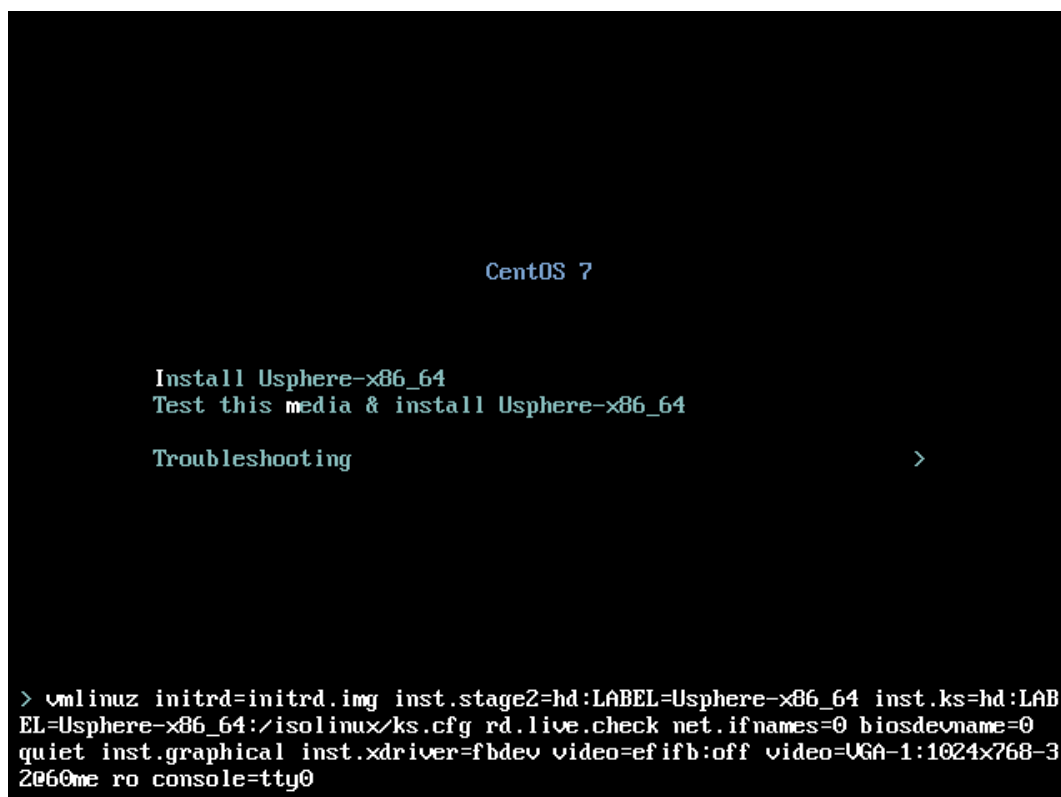 CentOS 7
Install Usphere-x86_64
Test this media & install Usphere-x86_64
Troubleshooting >
> vmlinuz initrd=initrd.img inst.stage2=hd:LABEL=Usphere-x86_64 inst.ks=hd:LAB
EL=Usphere-x86_64:/isolinux/ks.cfg rd.live.check net.ifnames=0 biosdevname=0
quiet inst.graphical inst.xdriver=fbdev video=efifb:off video=VGA-1:1024x768-3
2@60me ro console=tty0